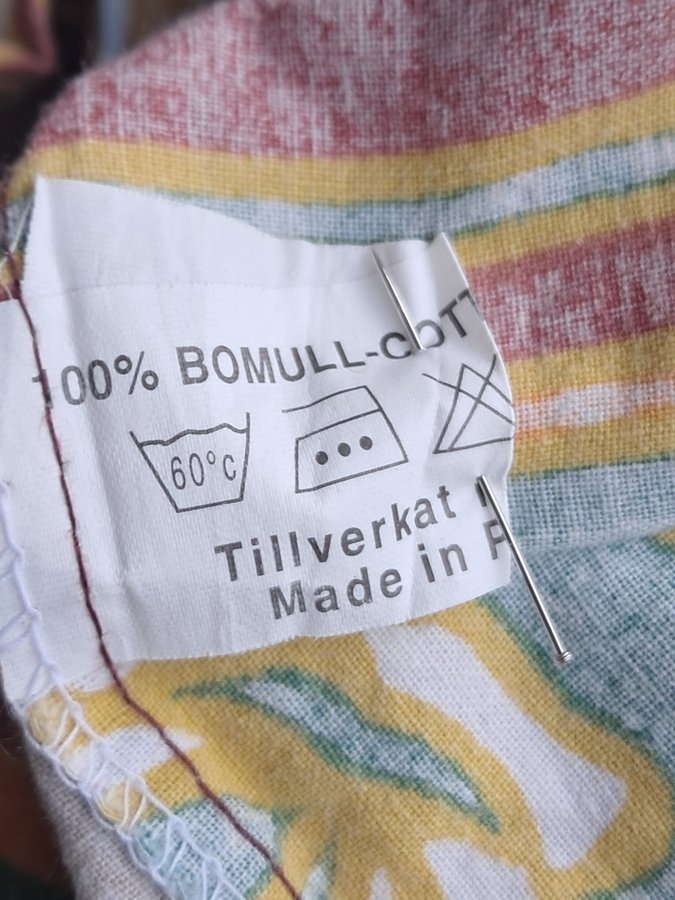 100% BOMULL-COTT
60°C
Tillverkat
Made in P